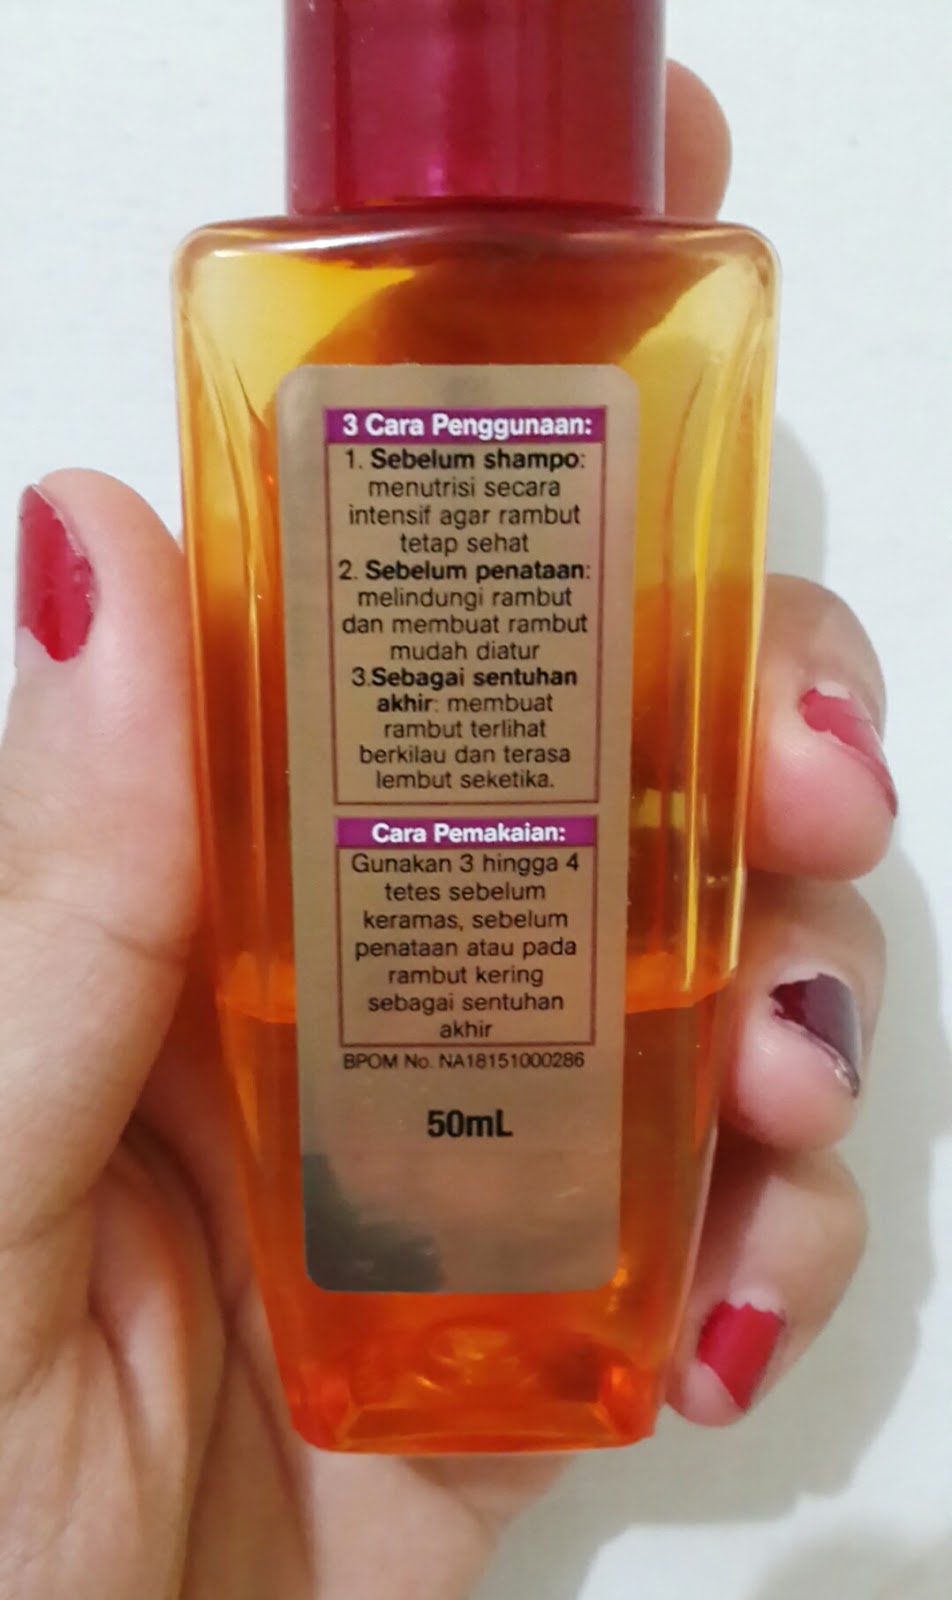 3 Cara Penggunaan:
1. Sebelum shampo:
menutrisi secara
intensif agar rambut
tetap sehat
2. Sebelum penataan:
melindungi rambut
dan membuat rambut
mudah diatur
3.Sebagai sentuhan
akhir: membuat
rambut terlihat
berkilau dan terasa
lembut seketika.
Cara Pemakaian:
Gunakan 3 hingga 4
tetes sebelum
keramas, sebelum
penataan atau pada
rambut kering
sebagai sentuhan
akhir
BPOM No. NA18151000286
50mL